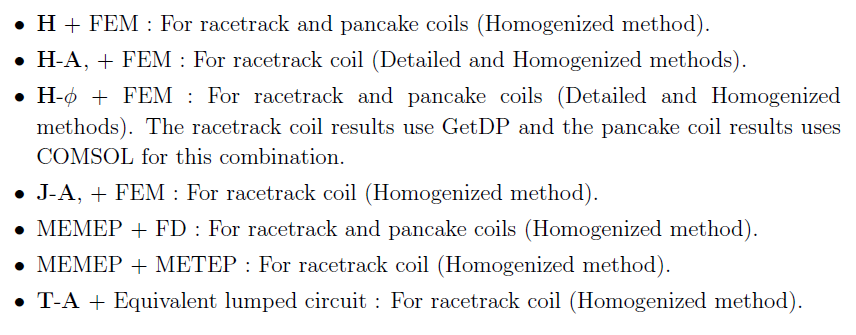 • H + FEM : For racetrack and pancake coils (Homogenized method).
• H-A, + FEM : For racetrack coil (Detailed and Homogenized methods).
• H-ϕ + FEM : For racetrack and pancake coils (Detailed and Homogenized
methods). The racetrack coil results use GetDP and the pancake coil results uses
COMSOL for this combination.
• J-A, + FEM : For racetrack coil (Homogenized method).
• MEMEP + FD : For racetrack and pancake coils (Homogenized method).
• MEMEP + METEP : For racetrack coil (Homogenized method).
• T-A + Equivalent lumped circuit : For racetrack coil (Homogenized method).